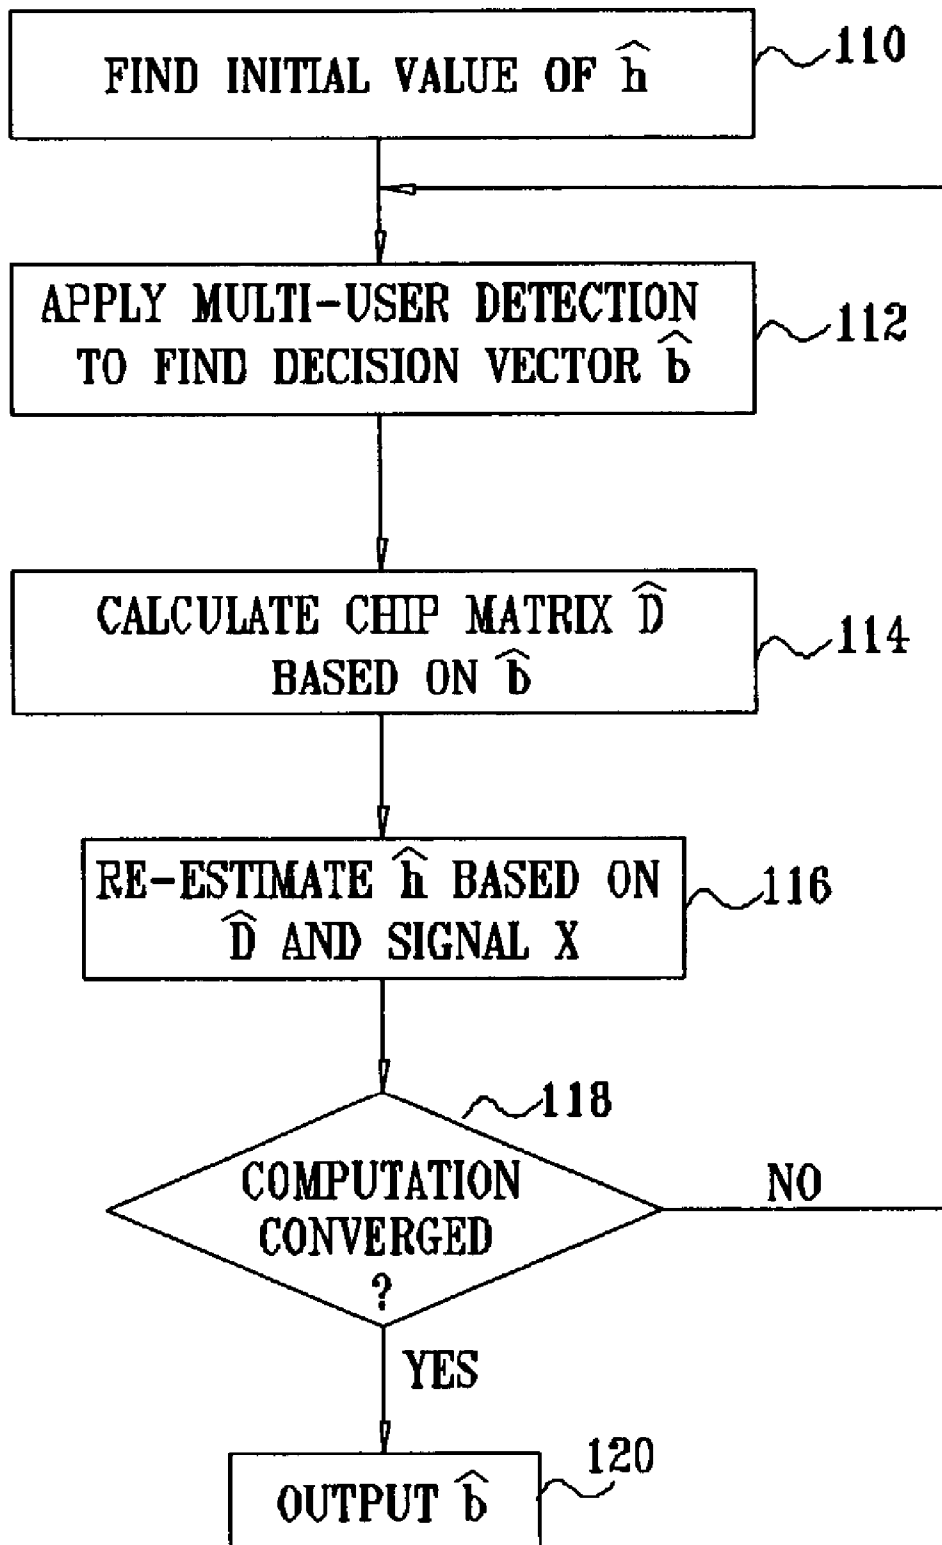 FIND INITIAL VALUE OF ĥ
110
APPLY MULTI-USER DETECTION
TO FIND DECISION VECTOR b̂
112
CALCULATE CHIP MATRIX D̂
BASED ON b̂
114
RE-ESTIMATE ĥ BASED ON
D̂ AND SIGNAL X
116
118
COMPUTATION
CONVERGED
?
NO
YES
OUTPUT b̂
120